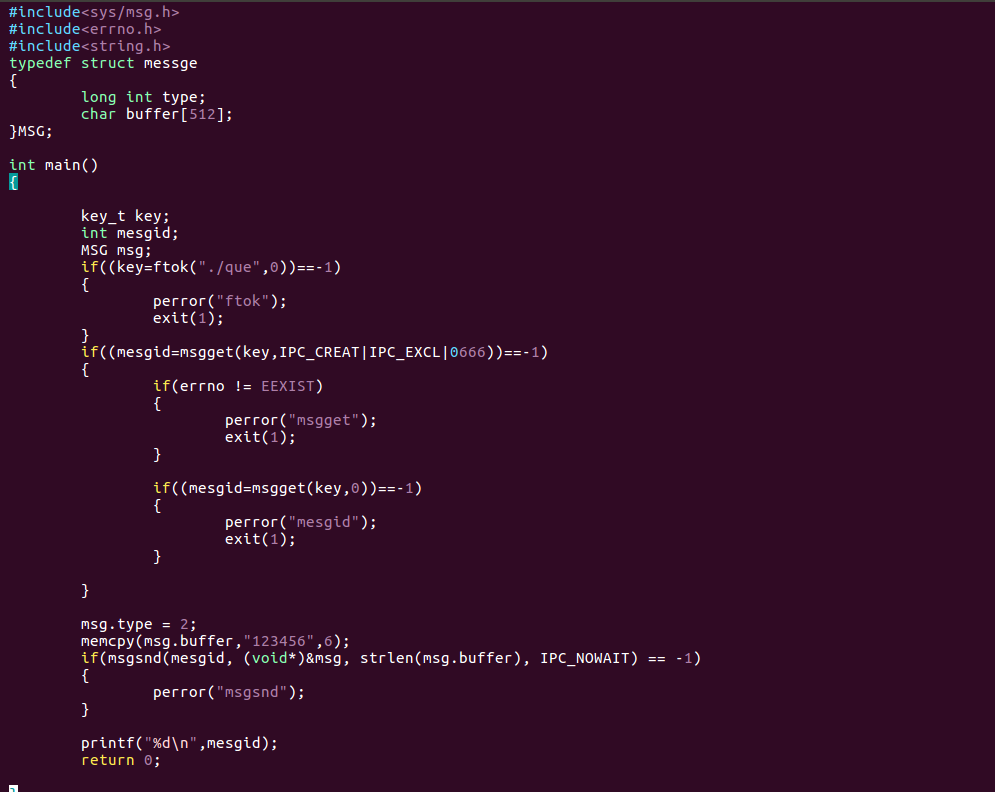 #include<sys/msg.h>
#include<errno.h>
#include<string.h>
typedef struct messge
{
        long int type;
        char buffer[512];
}MSG;

int main()
{

        key_t key;
        int mesgid;
        MSG msg;
        if((key=ftok("./que",0))==-1)
        {
                perror("ftok");
                exit(1);
        }
        if((mesgid=msgget(key,IPC_CREAT|IPC_EXCL|0666))==-1)
        {
                if(errno != EEXIST)
                {
                        perror("msgget");
                        exit(1);
                }

                if((mesgid=msgget(key,0))==-1)
                {
                        perror("mesgid");
                        exit(1);
                }

        }

        msg.type = 2;
        memcpy(msg.buffer,"123456",6);
        if(msgsnd(mesgid, (void*)&msg, strlen(msg.buffer), IPC_NOWAIT) == -1)
        {
                perror("msgsnd");
        }

        printf("%d\n",mesgid);
        return 0;

}